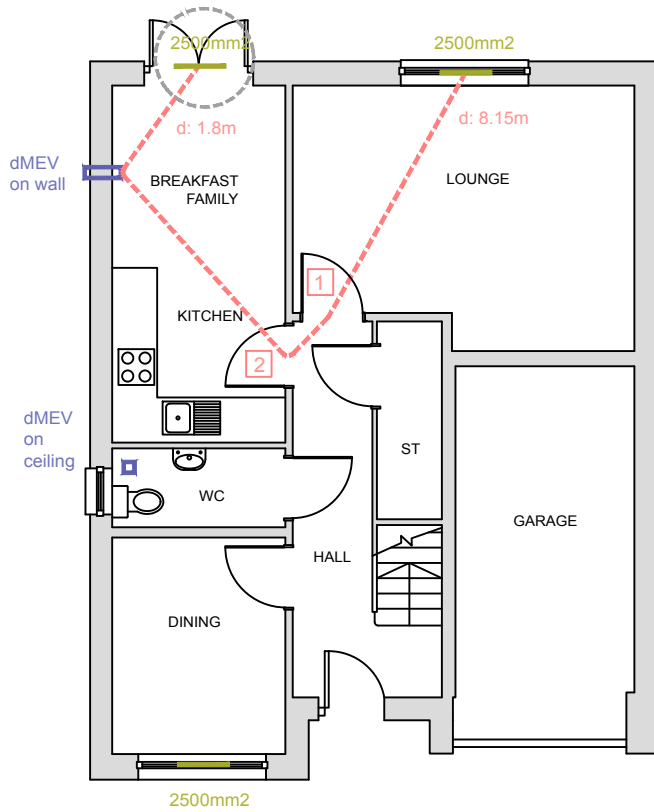 2500mm2
2500mm2
d: 1.8m
d: 8.15m
dMEV
on wall
BREAKFAST
FAMILY
LOUNGE
1
KITCHEN
2
dMEV
on
ceiling
ST
WC
GARAGE
HALL
DINING
2500mm2